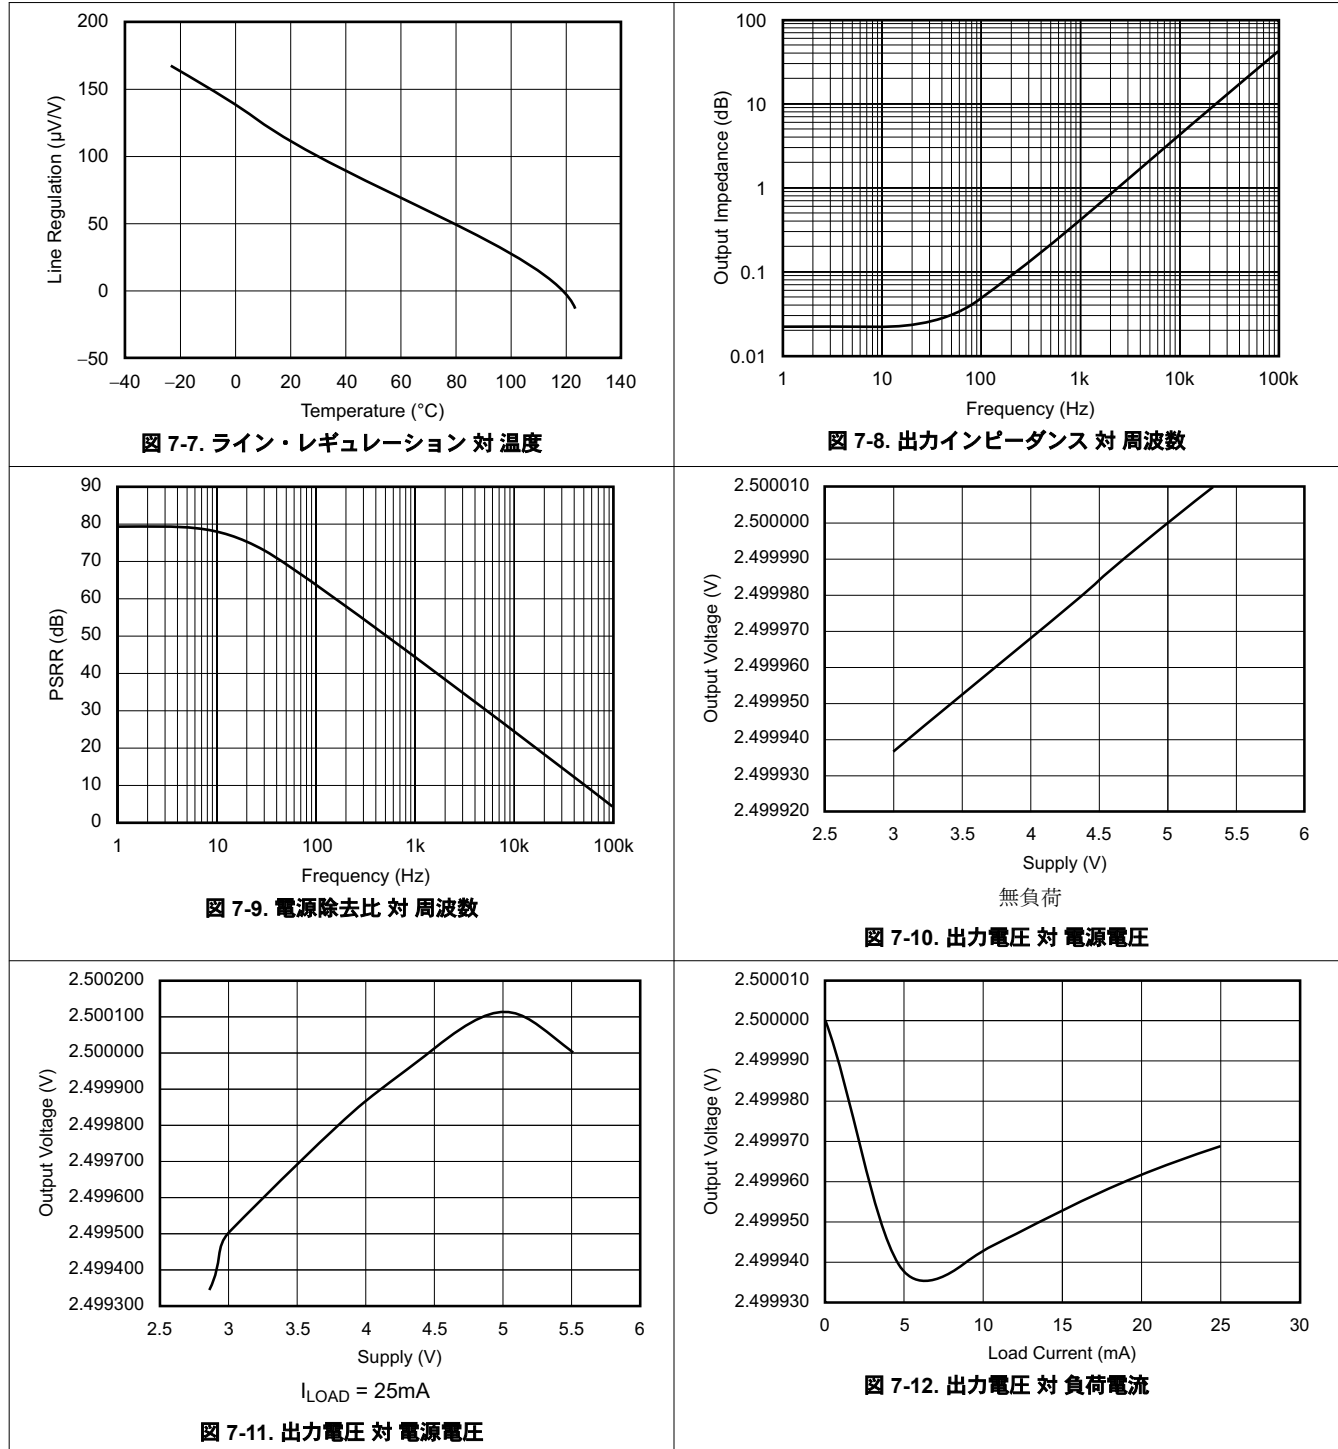 200
150
100
50
0
−50
Line Regulation (µV/V)
−40 −20 0 20 40 60 80 100 120 140
Temperature (°C)
図 7-7. ライン・レギュレーション 対 温度
100
10
1
0.1
0.01
Output Impedance (dB)
1 10 100 1k 10k 100k
Frequency (Hz)
図 7-8. 出力インピーダンス 対 周波数
90
80
70
60
50
40
30
20
10
0
PSRR (dB)
1 10 100 1k 10k 100k
Frequency (Hz)
図 7-9. 電源除去比 対 周波数
2.500010
2.500000
2.499990
2.499980
2.499970
2.499960
2.499950
2.499940
2.499930
2.499920
Output Voltage (V)
2.5 3 3.5 4 4.5 5 5.5 6
Supply (V)
無負荷
図 7-10. 出力電圧 対 電源電圧
2.500200
2.500100
2.500000
2.499900
2.499800
2.499700
2.499600
2.499500
2.499400
2.499300
Output Voltage (V)
2.5 3 3.5 4 4.5 5 5.5 6
Supply (V)
I_LOAD = 25mA
図 7-11. 出力電圧 対 電源電圧
2.500010
2.500000
2.499990
2.499980
2.499970
2.499960
2.499950
2.499940
2.499930
Output Voltage (V)
0 5 10 15 20 25 30
Load Current (mA)
図 7-12. 出力電圧 対 負荷電流